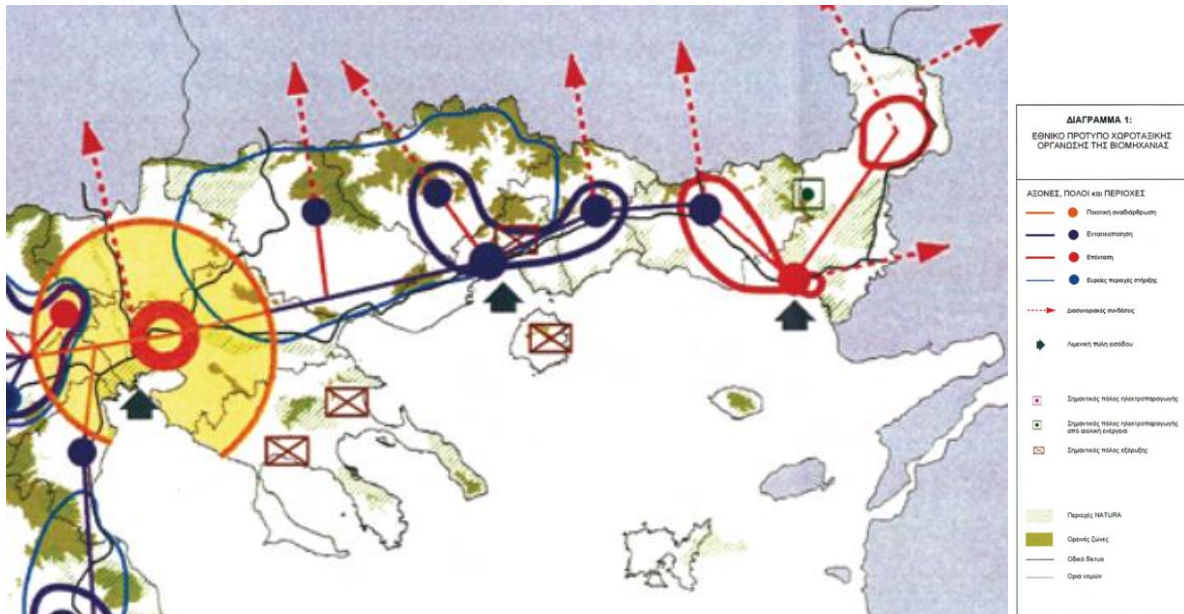 ΔΙΑΓΡΑΜΜΑ 1:
ΕΘΝΙΚΟ ΠΡΟΤΥΠΟ ΧΩΡΟΤΑΞΙΚΗΣ
ΟΡΓΑΝΩΣΗΣ ΤΗΣ ΒΙΟΜΗΧΑΝΙΑΣ
ΑΞΟΝΕΣ, ΠΟΛΟΙ και ΠΕΡΙΟΧΕΣ
Ποιοτική αναδιάρθρωση
Εντατικοποίηση
Επέκταση
Ευρείες περιοχές στήριξης
Διασυνοριακές συνδέσεις
Λιμενική πύλη εισόδου
Σημαντικός πόλος ηλεκτροπαραγωγής
Σημαντικός πόλος ηλεκτροπαραγωγής
από αιολική ενέργεια
Σημαντικός πόλος εξόρυξης
Περιοχές NATURA
Ορεινές ζώνες
Οδικό δίκτυο
Όρια νομών